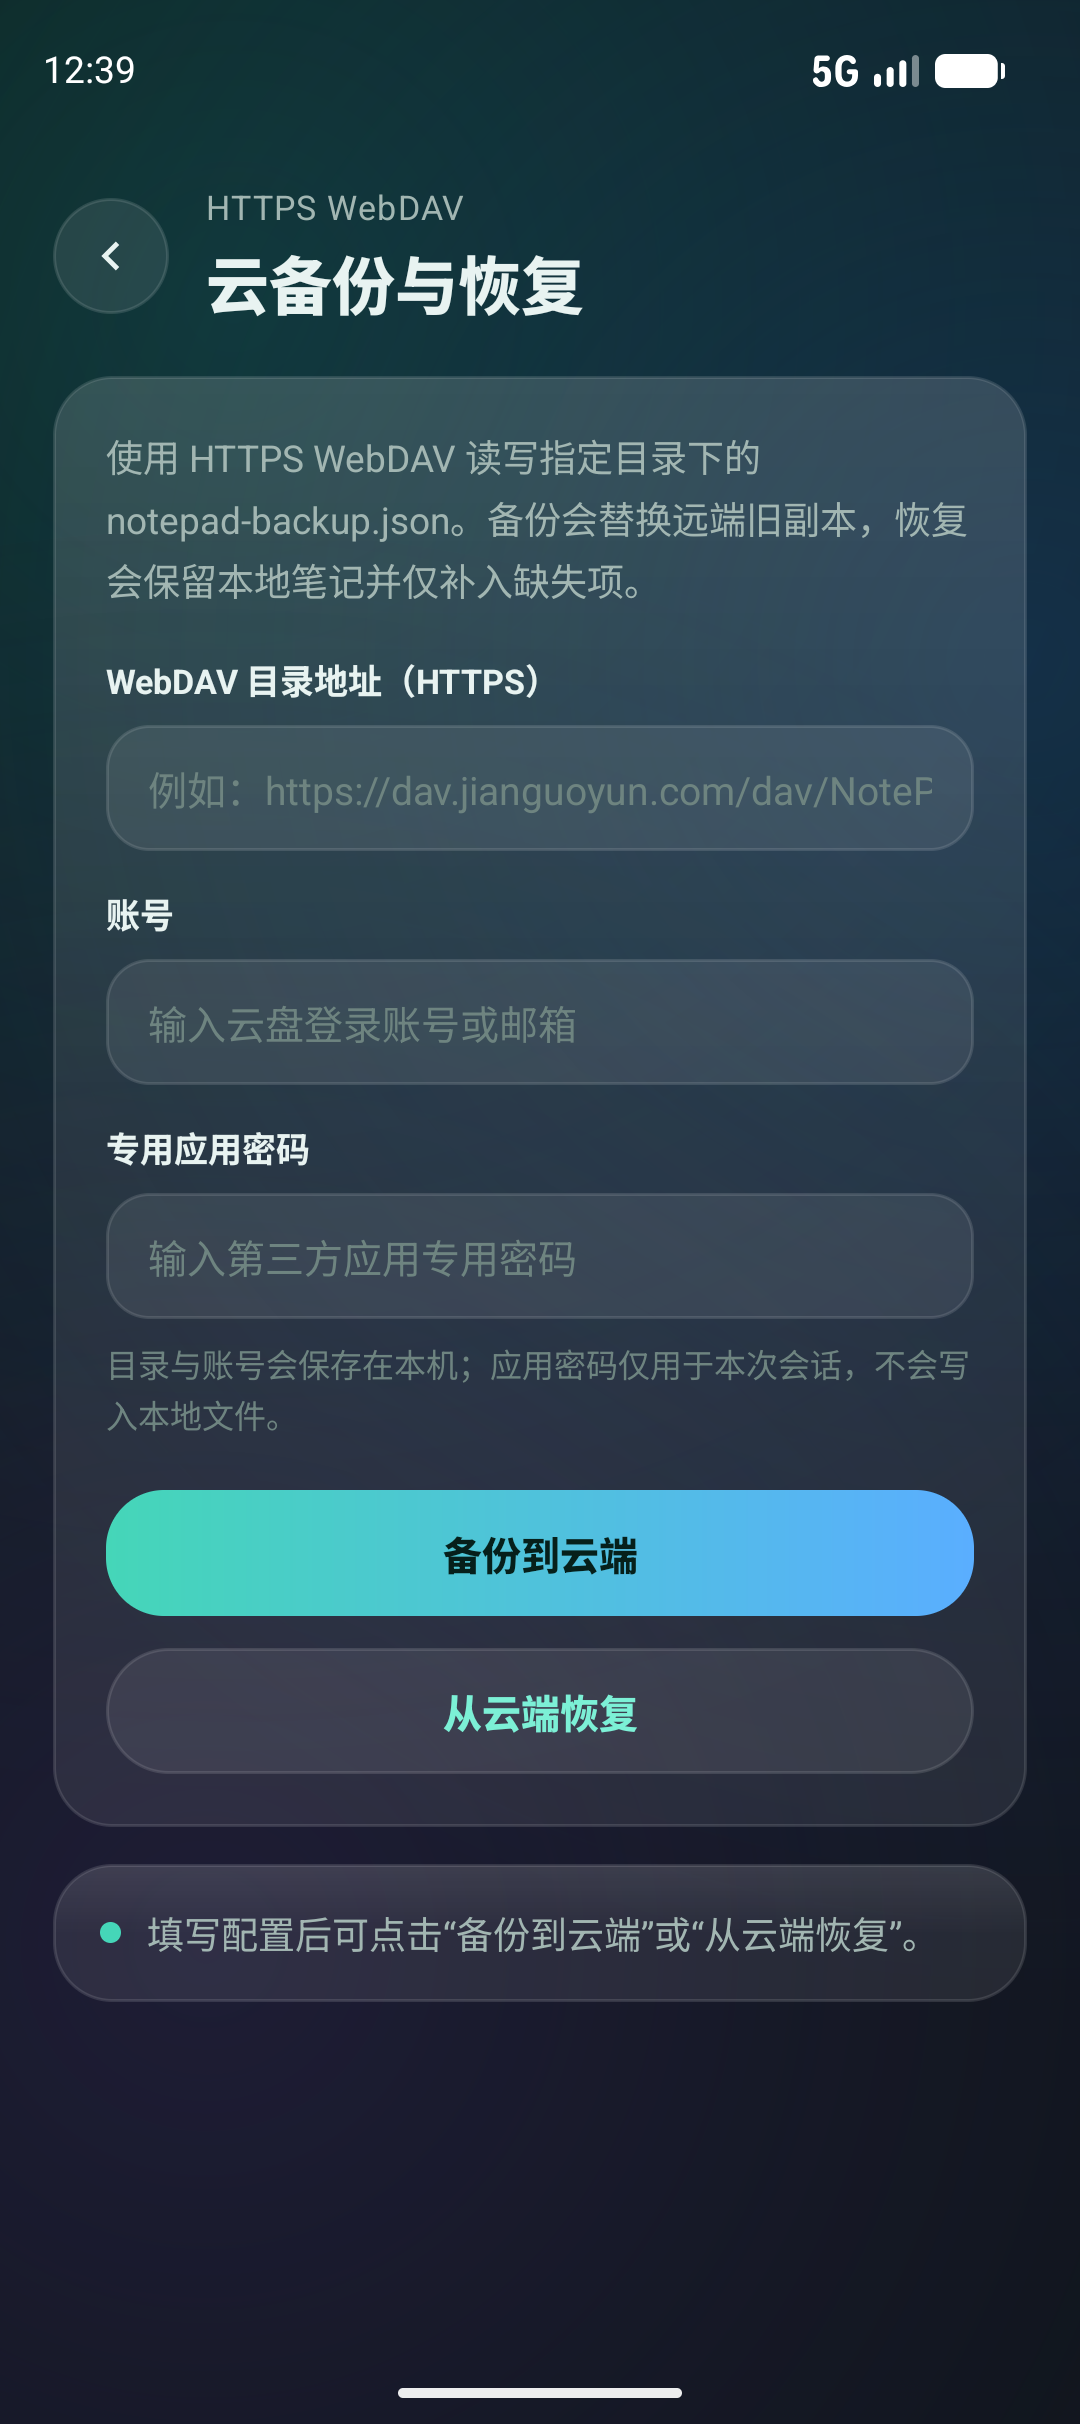 12:39
5G
HTTPS WebDAV
云备份与恢复
使用 HTTPS WebDAV 读写指定目录下的
notepad-backup.json。备份会替换远端旧副本，恢复
会保留本地笔记并仅补入缺失项。
WebDAV 目录地址（HTTPS）
例如：https://dav.jianguoyun.com/dav/NoteP
账号
输入云盘登录账号或邮箱
专用应用密码
输入第三方应用专用密码
目录与账号会保存在本机；应用密码仅用于本次会话，不会写
入本地文件。
备份到云端
从云端恢复
填写配置后可点击“备份到云端”或“从云端恢复”。